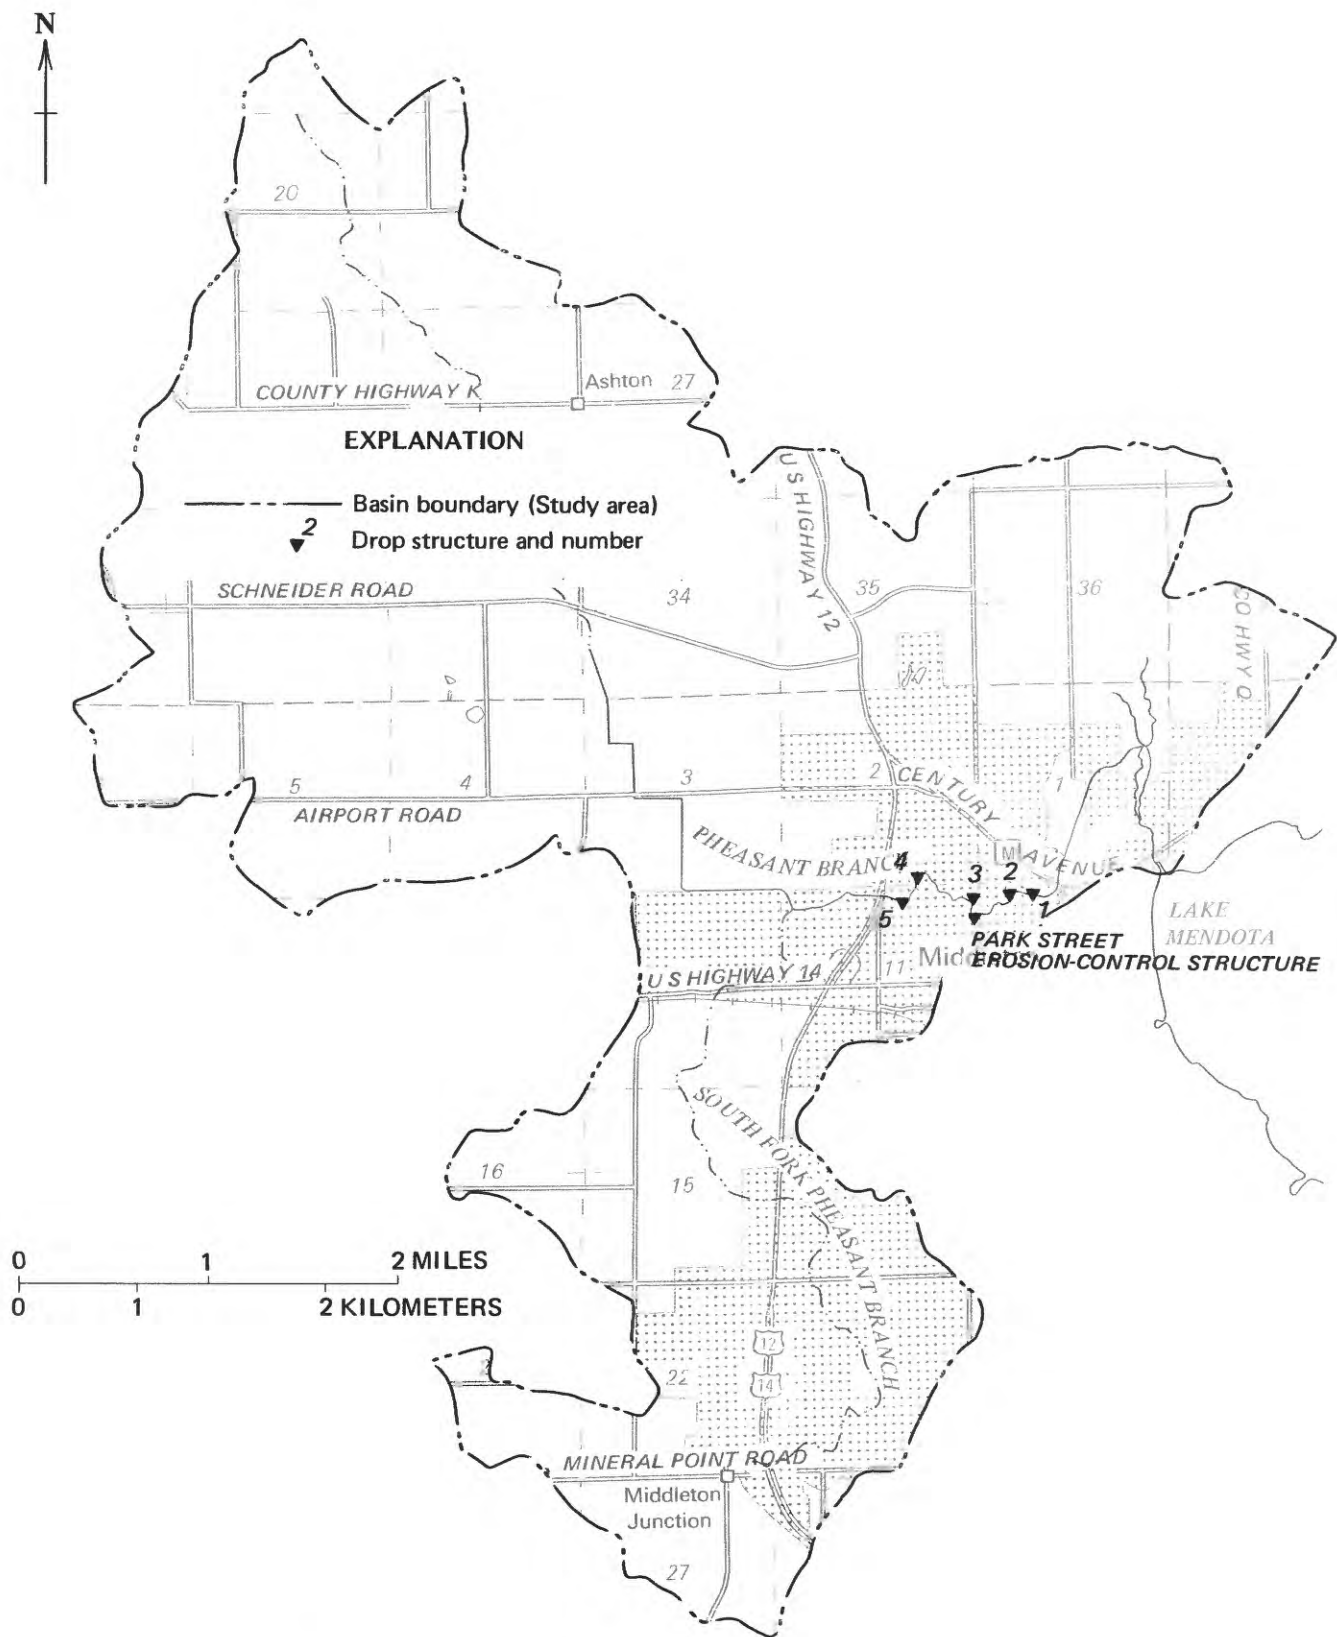 N
20
COUNTY HIGHWAY K
Ashton 27
EXPLANATION
Basin boundary (Study area)
2
Drop structure and number
US HIGHWAY 12
SCHNEIDER ROAD
34
35
36
CO HWY Q
5
4
3
2
CENTURY
1
AIRPORT ROAD
PHEASANT BRANCH
M
AVENUE
4
3
2
1
5
LAKE
MENDOTA
PARK STREET
EROSION-CONTROL STRUCTURE
Middleton
US HIGHWAY 14
11
SOUTH FORK PHEASANT BRANCH
16
15
0 1 2 MILES
0 1 2 KILOMETERS
12
14
22
MINERAL POINT ROAD
Middleton
Junction
27